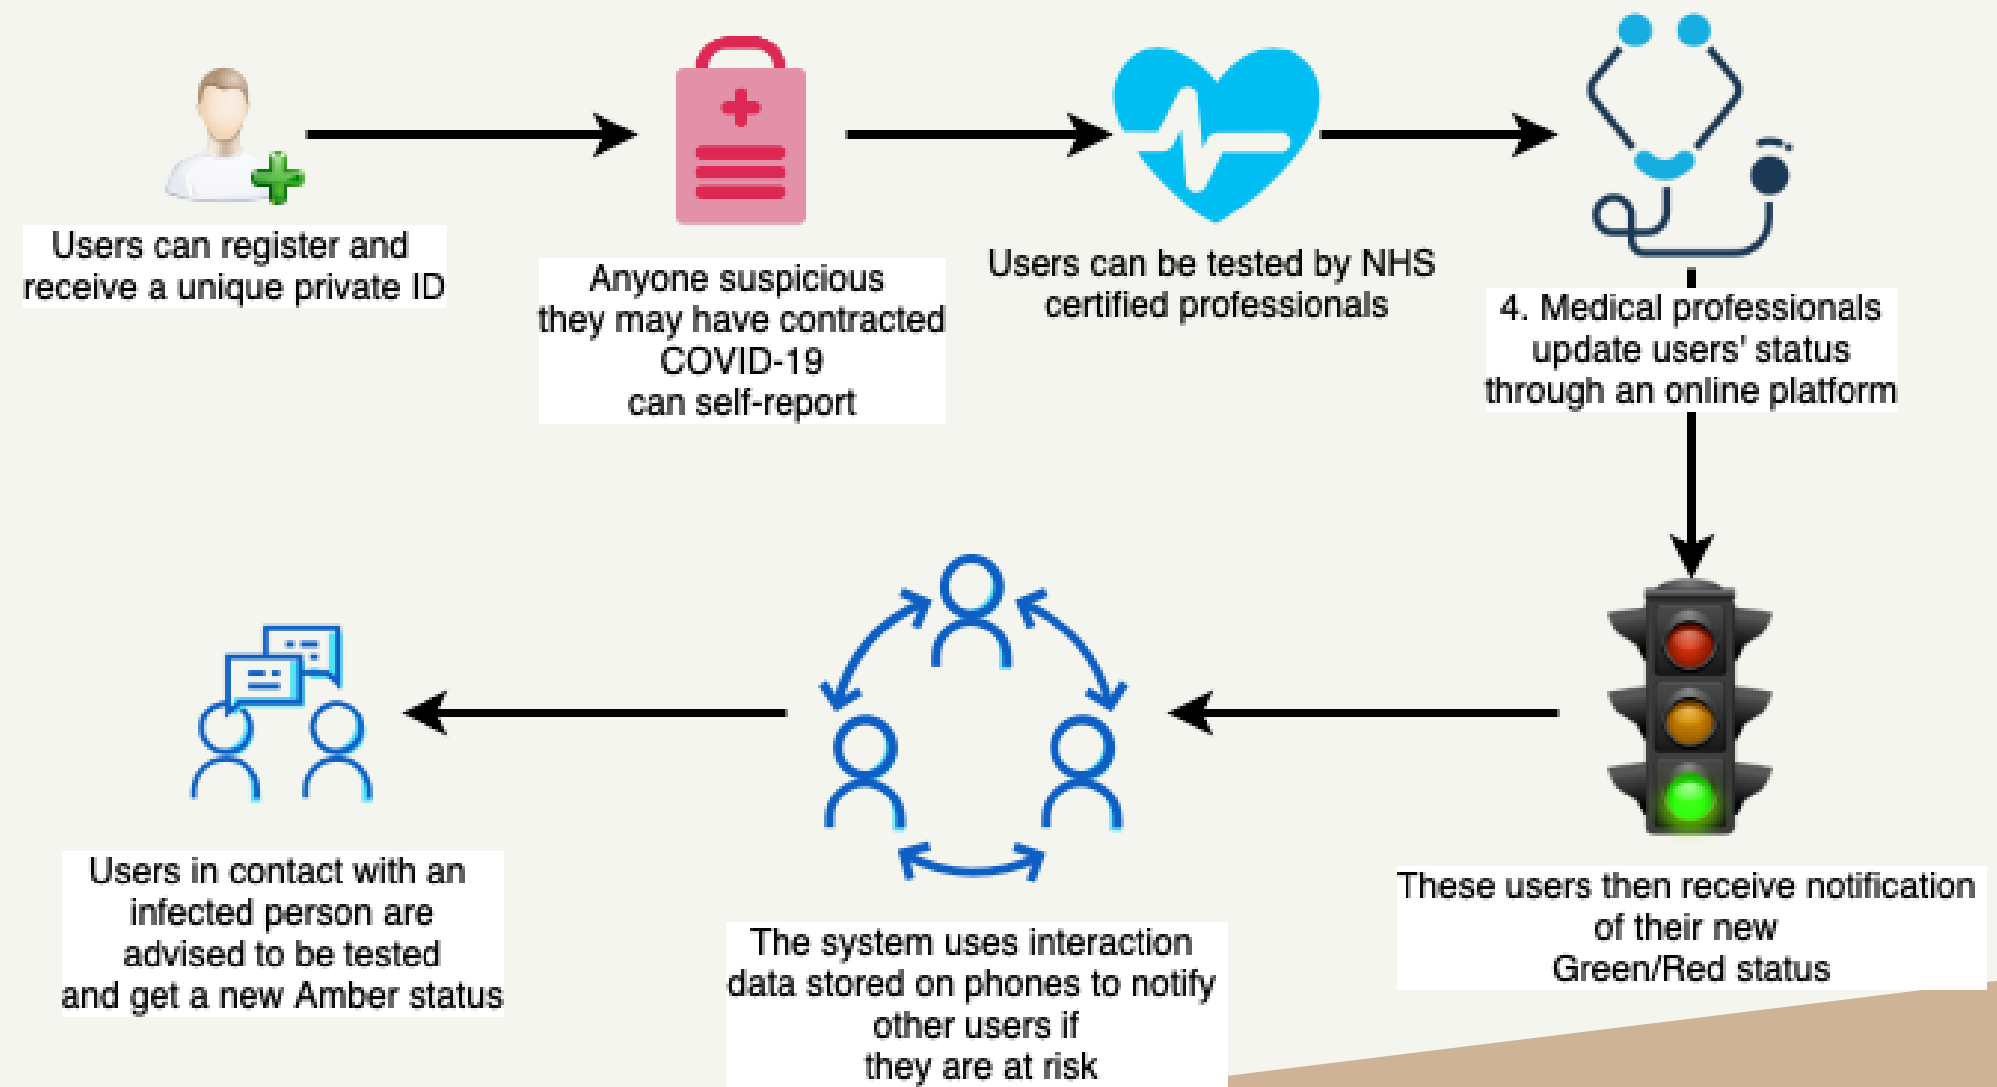 Users can register and
receive a unique private ID
Anyone suspicious
they may have contracted
COVID-19
can self-report
Users can be tested by NHS
certified professionals
4. Medical professionals
update users' status
through an online platform
These users then receive notification
of their new
Green/Red status
The system uses interaction
data stored on phones to notify
other users if
they are at risk
Users in contact with an
infected person are
advised to be tested
and get a new Amber status